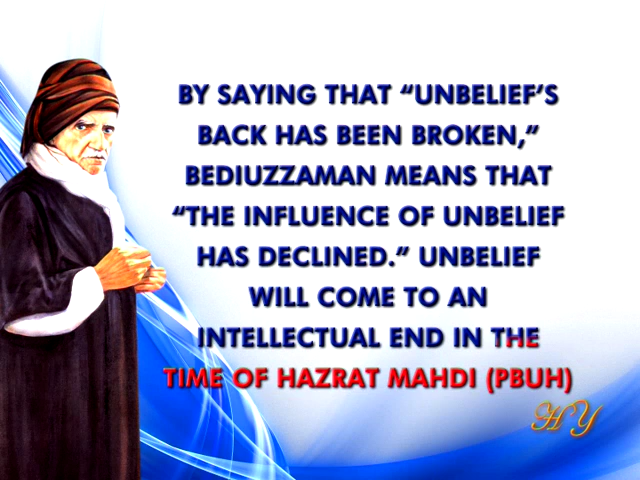 BY SAYING THAT “UNBELIEF’S
BACK HAS BEEN BROKEN,”
BEDIUZZAMAN MEANS THAT
“THE INFLUENCE OF UNBELIEF
HAS DECLINED.” UNBELIEF
WILL COME TO AN
INTELLECTUAL END IN THE
TIME OF HAZRAT MAHDI (PBUH)
HY